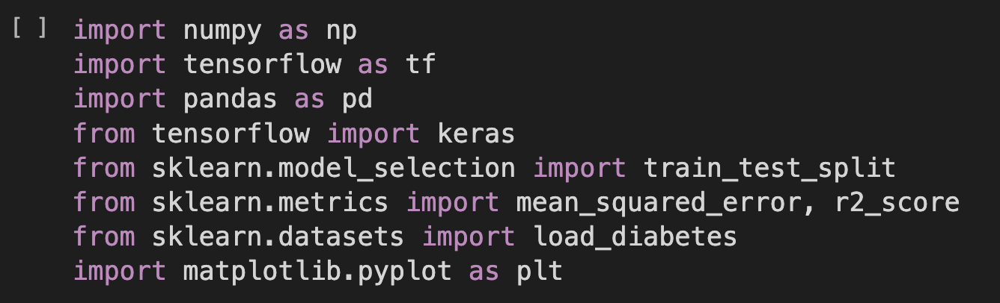 [ ] import numpy as np
import tensorflow as tf
import pandas as pd
from tensorflow import keras
from sklearn.model_selection import train_test_split
from sklearn.metrics import mean_squared_error, r2_score
from sklearn.datasets import load_diabetes
import matplotlib.pyplot as plt